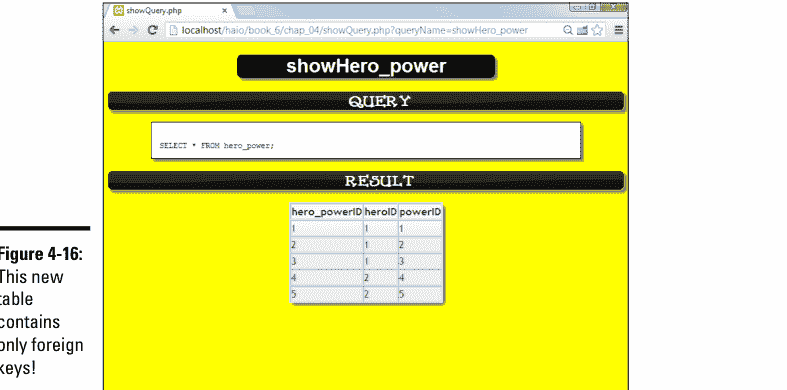 showQuery.php ×
localhost/haio/book_6/chap_04/showQuery.php?queryName=showHero_power
showHero_power
QUERY
SELECT * FROM hero_power;
RESULT
hero_powerID heroID powerID
1 1 1
2 1 2
3 1 3
4 2 4
5 2 5
Figure 4-16:
This new
table
contains
only foreign
keys!